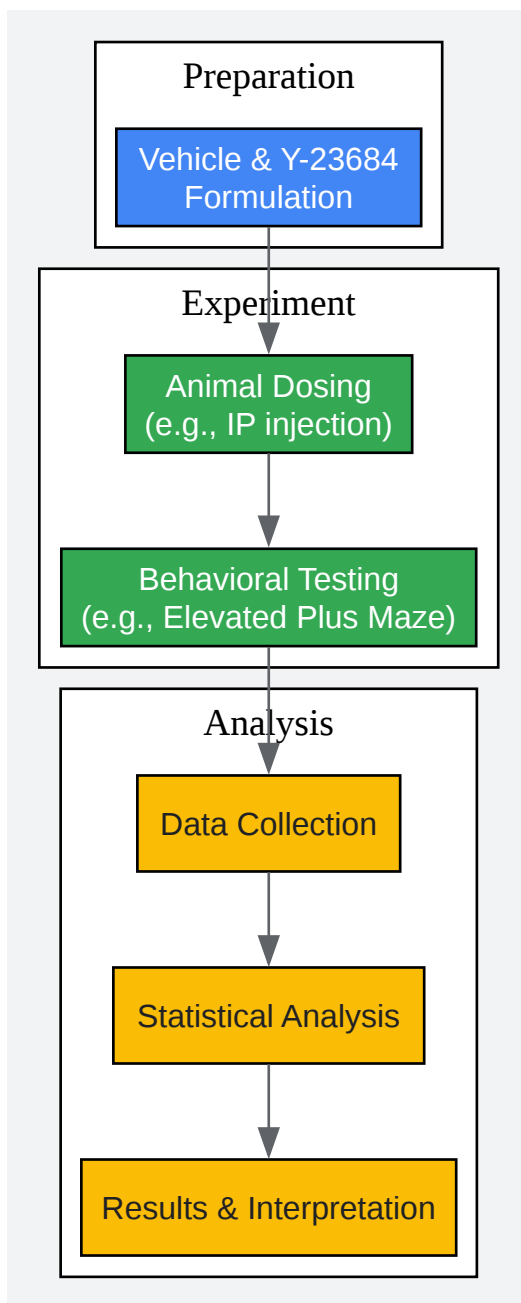 Preparation
Vehicle & Y-23684
Formulation
Experiment
Animal Dosing
(e.g., IP injection)
Behavioral Testing
(e.g., Elevated Plus Maze)
Analysis
Data Collection
Statistical Analysis
Results & Interpretation